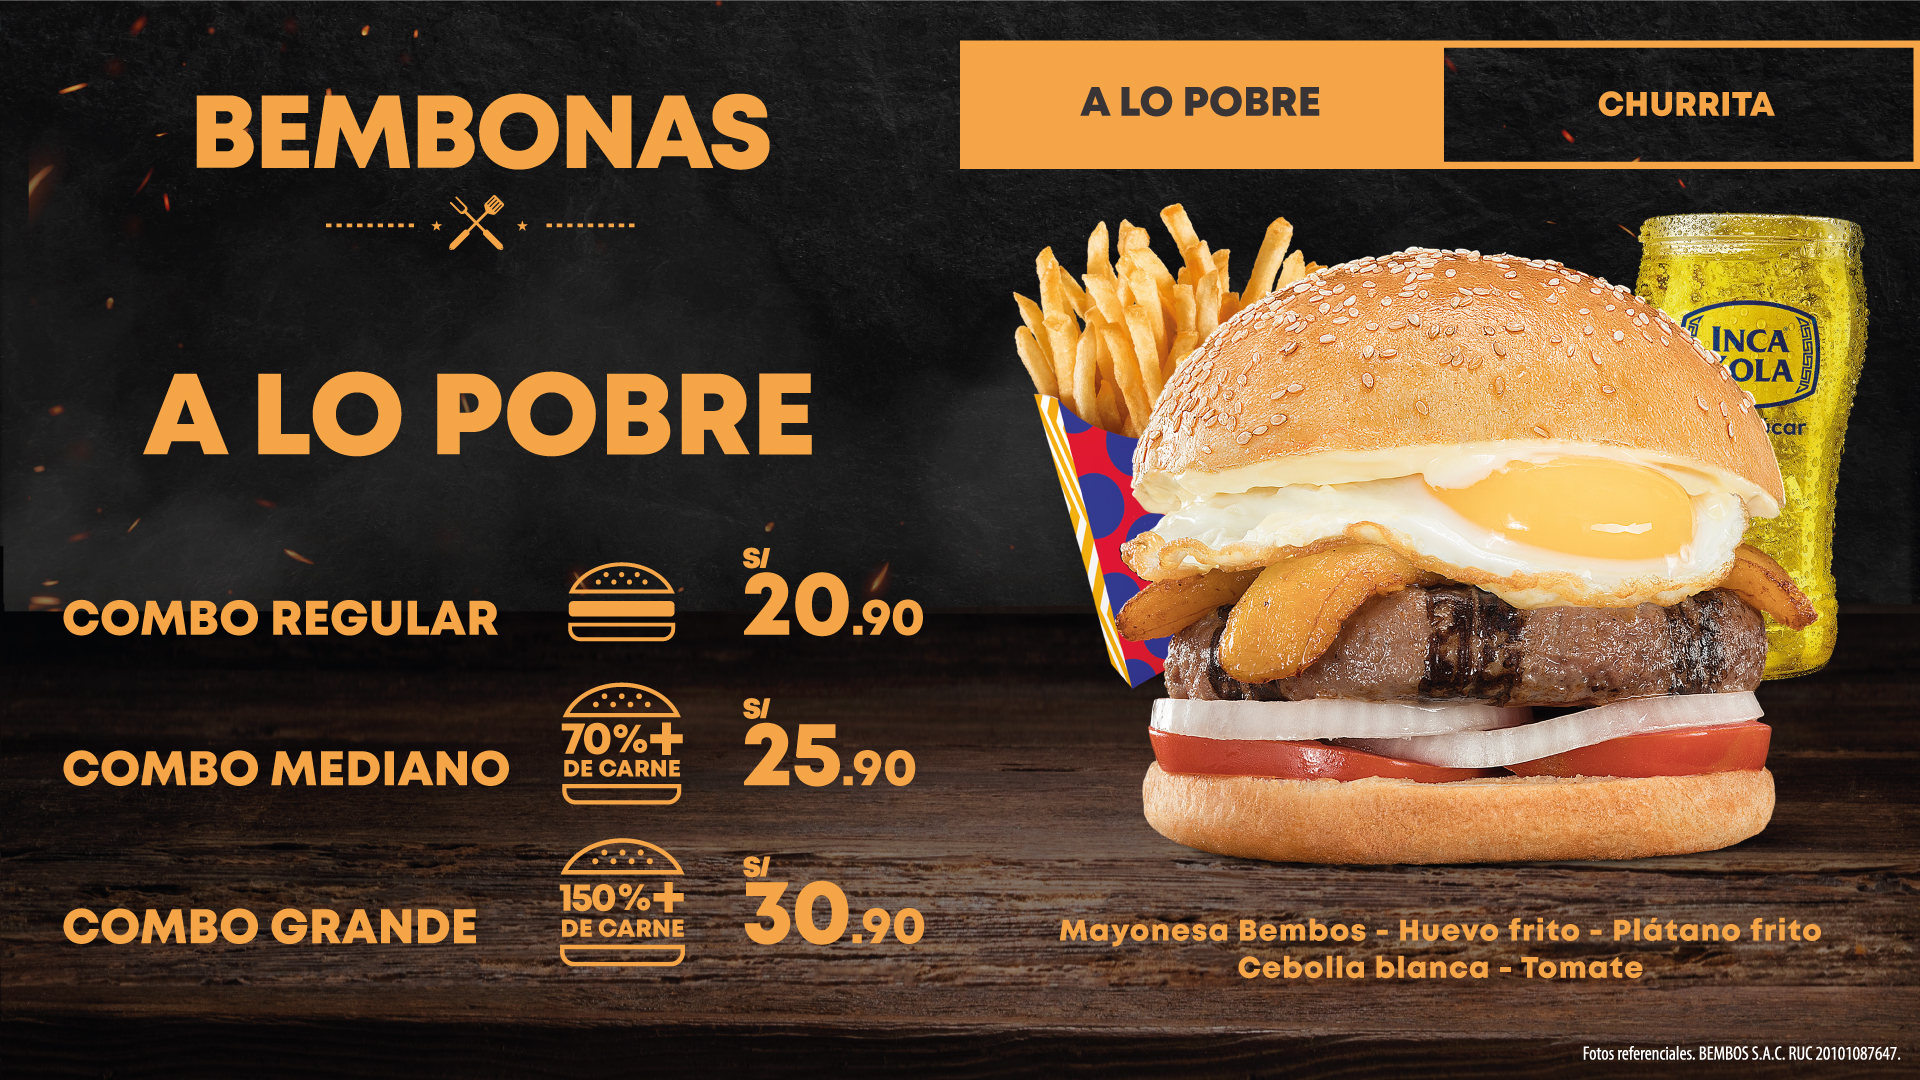 BEMBONAS
A LO POBRE
CHURRITA
A LO POBRE
COMBO REGULAR
S/
20.90
COMBO MEDIANO
70%+
DE CARNE
S/
25.90
COMBO GRANDE
150%+
DE CARNE
S/
30.90
INCA
KOLA
Mayonesa Bembos - Huevo frito - Plátano frito
Cebolla blanca - Tomate
Fotos referenciales. BEMBOS S.A.C. RUC 20101087647.